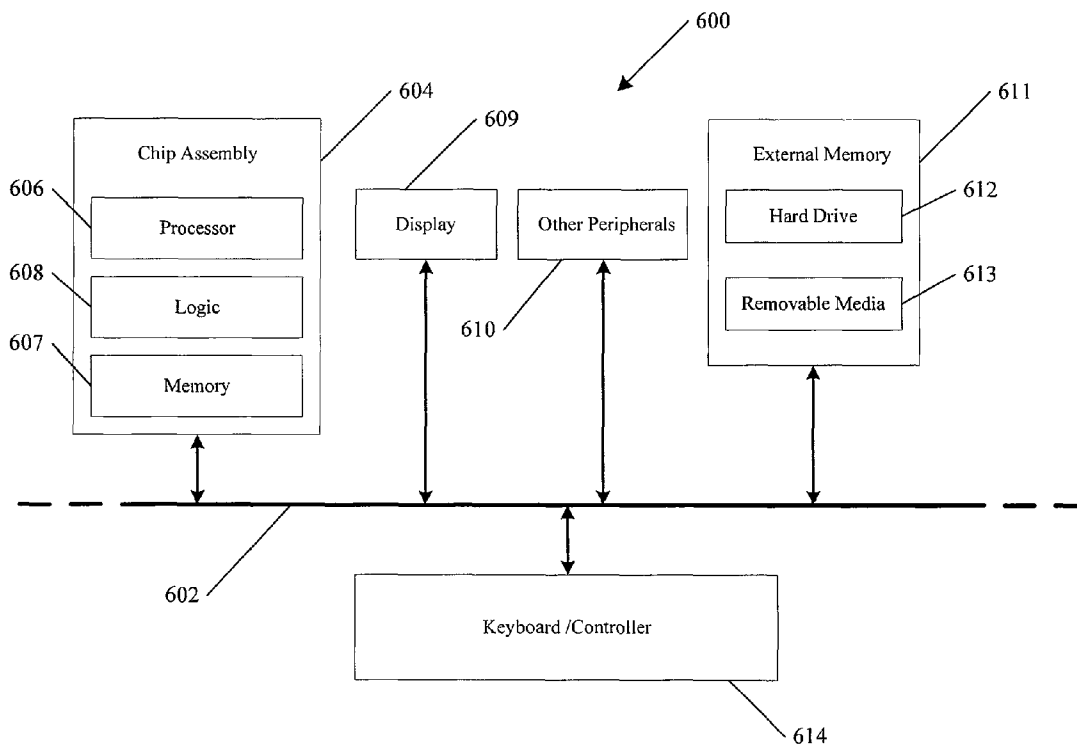 600
604
609
611
Chip Assembly
External Memory
606
612
Processor
Display
Other Peripherals
Hard Drive
608
613
Logic
610
Removable Media
607
Memory
602
Keyboard /Controller
614